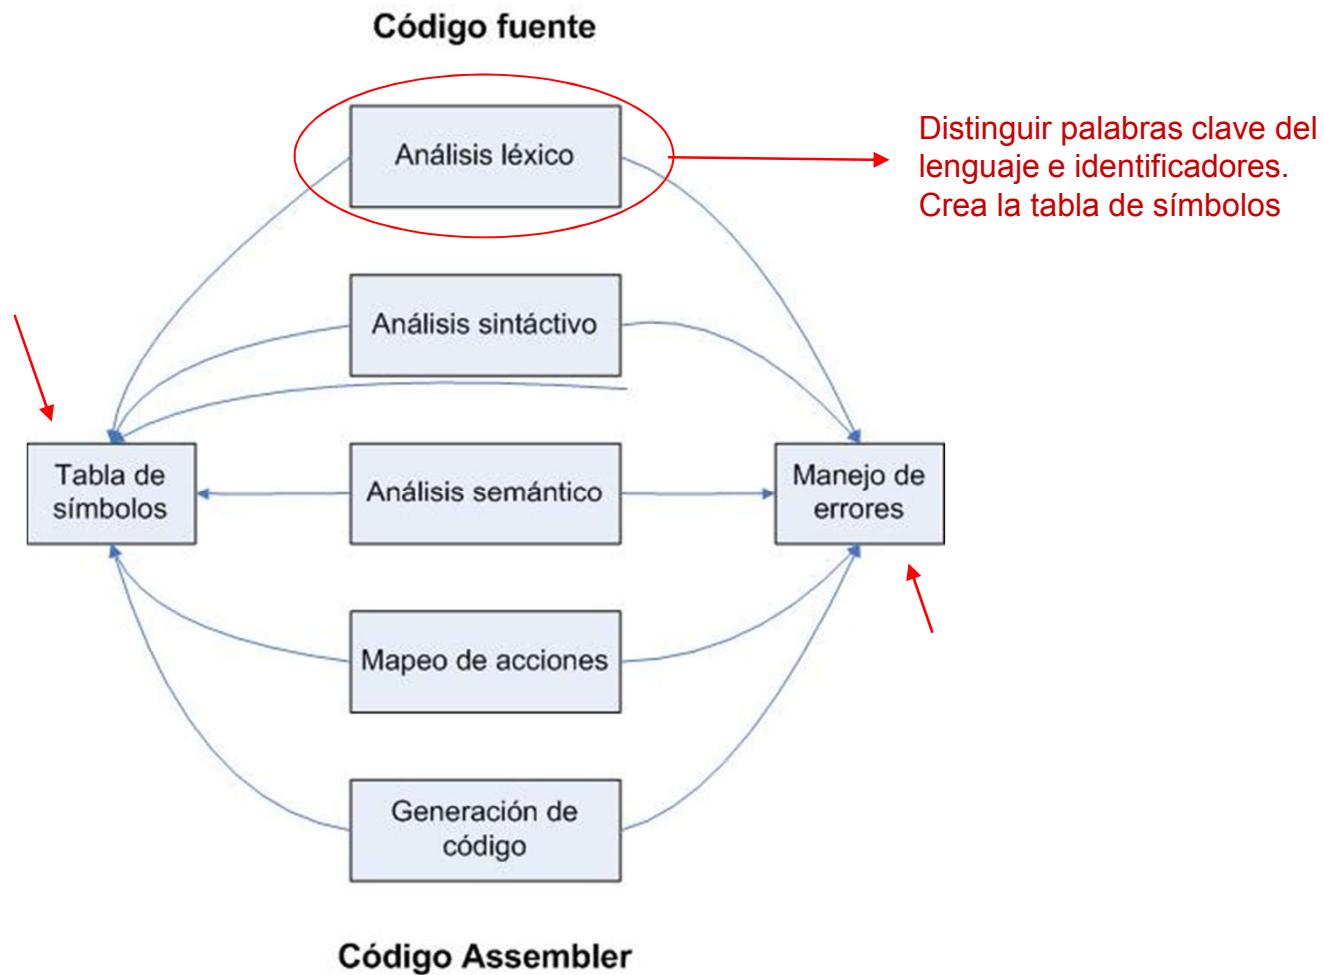 Código fuente
Análisis léxico
Distinguir palabras clave del
lenguaje e identificadores.
Crea la tabla de símbolos
Análisis sintáctivo
Tabla de
símbolos
Análisis semántico
Manejo de
errores
Mapeo de acciones
Generación de
código
Código Assembler